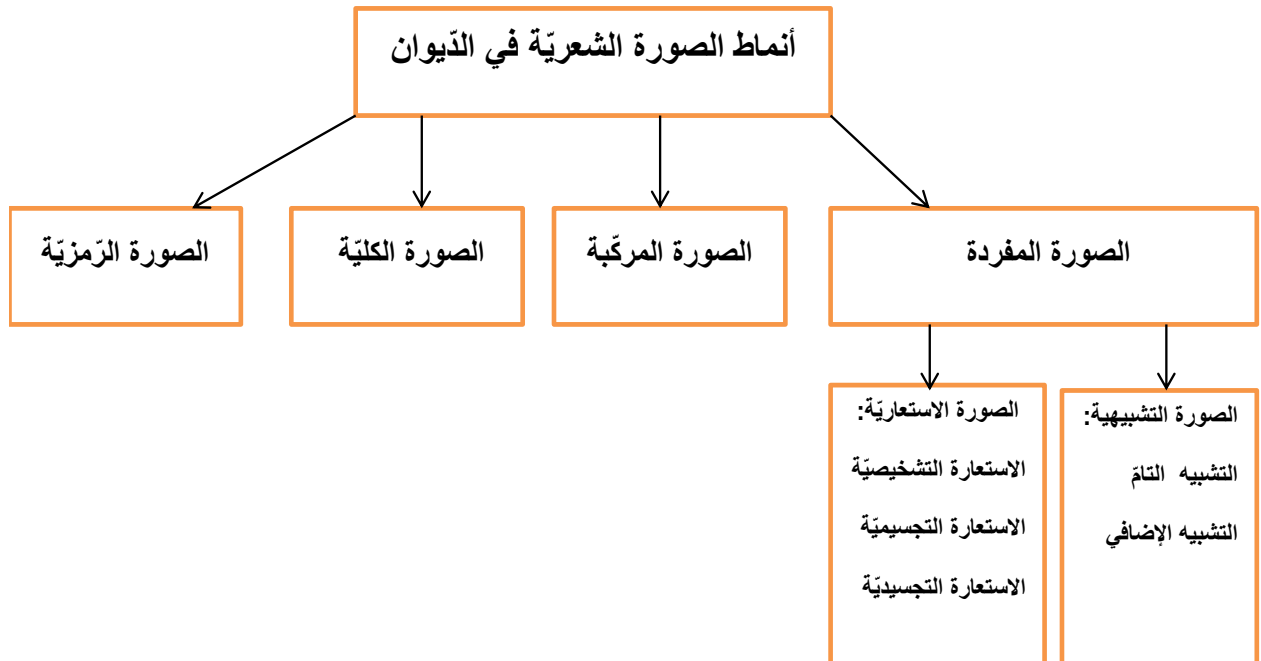 أنماط الصورة الشعريّة في الدّيوان
الصورة المفردة
الصورة المركّبة
الصورة الكليّة
الصورة الرّمزيّة
الصورة التشبيهية:
التشبيه التامّ
التشبيه الإضافي
الصورة الاستعاريّة:
الاستعارة التشخيصيّة
الاستعارة التجسيميّة
الاستعارة التجسيديّة